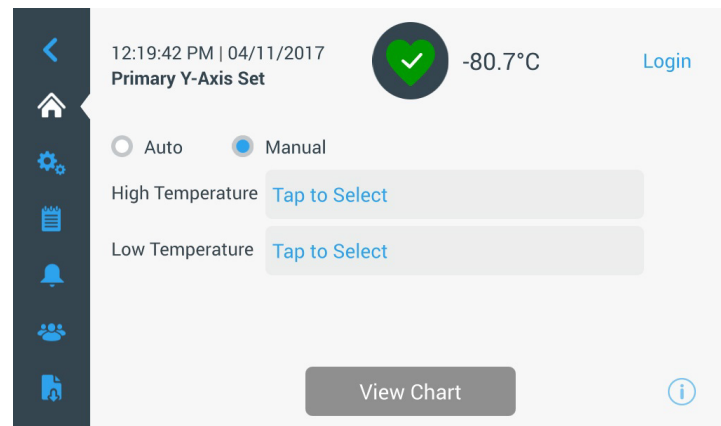 12:19:42 PM | 04/11/2017
Primary Y-Axis Set
-80.7°C
Login
Auto
Manual
High Temperature
Tap to Select
Low Temperature
Tap to Select
View Chart
i